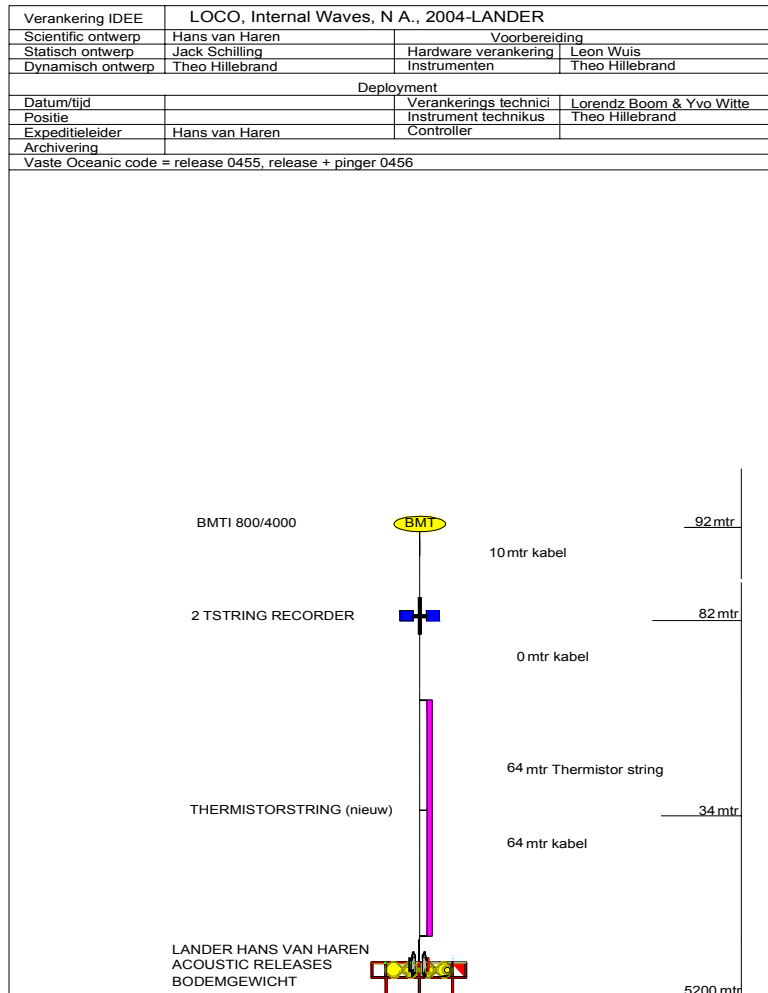 Verankering IDEE LOCO, Internal Waves, N A., 2004-LANDER
Scientific ontwerp Hans van Haren Voorbereiding
Statisch ontwerp Jack Schilling Hardware verankering Leon Wuis
Dynamisch ontwerp Theo Hillebrand Instrumenten Theo Hillebrand
Deployment
Datum/tijd Verankerings technici Lorendz Boom & Yvo Witte
Positie Instrument technikus Theo Hillebrand
Expeditieleider Hans van Haren Controller
Archivering
Vaste Oceanic code = release 0455, release + pinger 0456
BMTI 800/4000 BMT 92 mtr
10 mtr kabel
2 TSTRING RECORDER 82 mtr
0 mtr kabel
64 mtr Thermistor string
THERMISTORSTRING (nieuw) 34 mtr
64 mtr kabel
LANDER HANS VAN HAREN
ACOUSTIC RELEASES
BODEMGEWICHT 5200 mtr